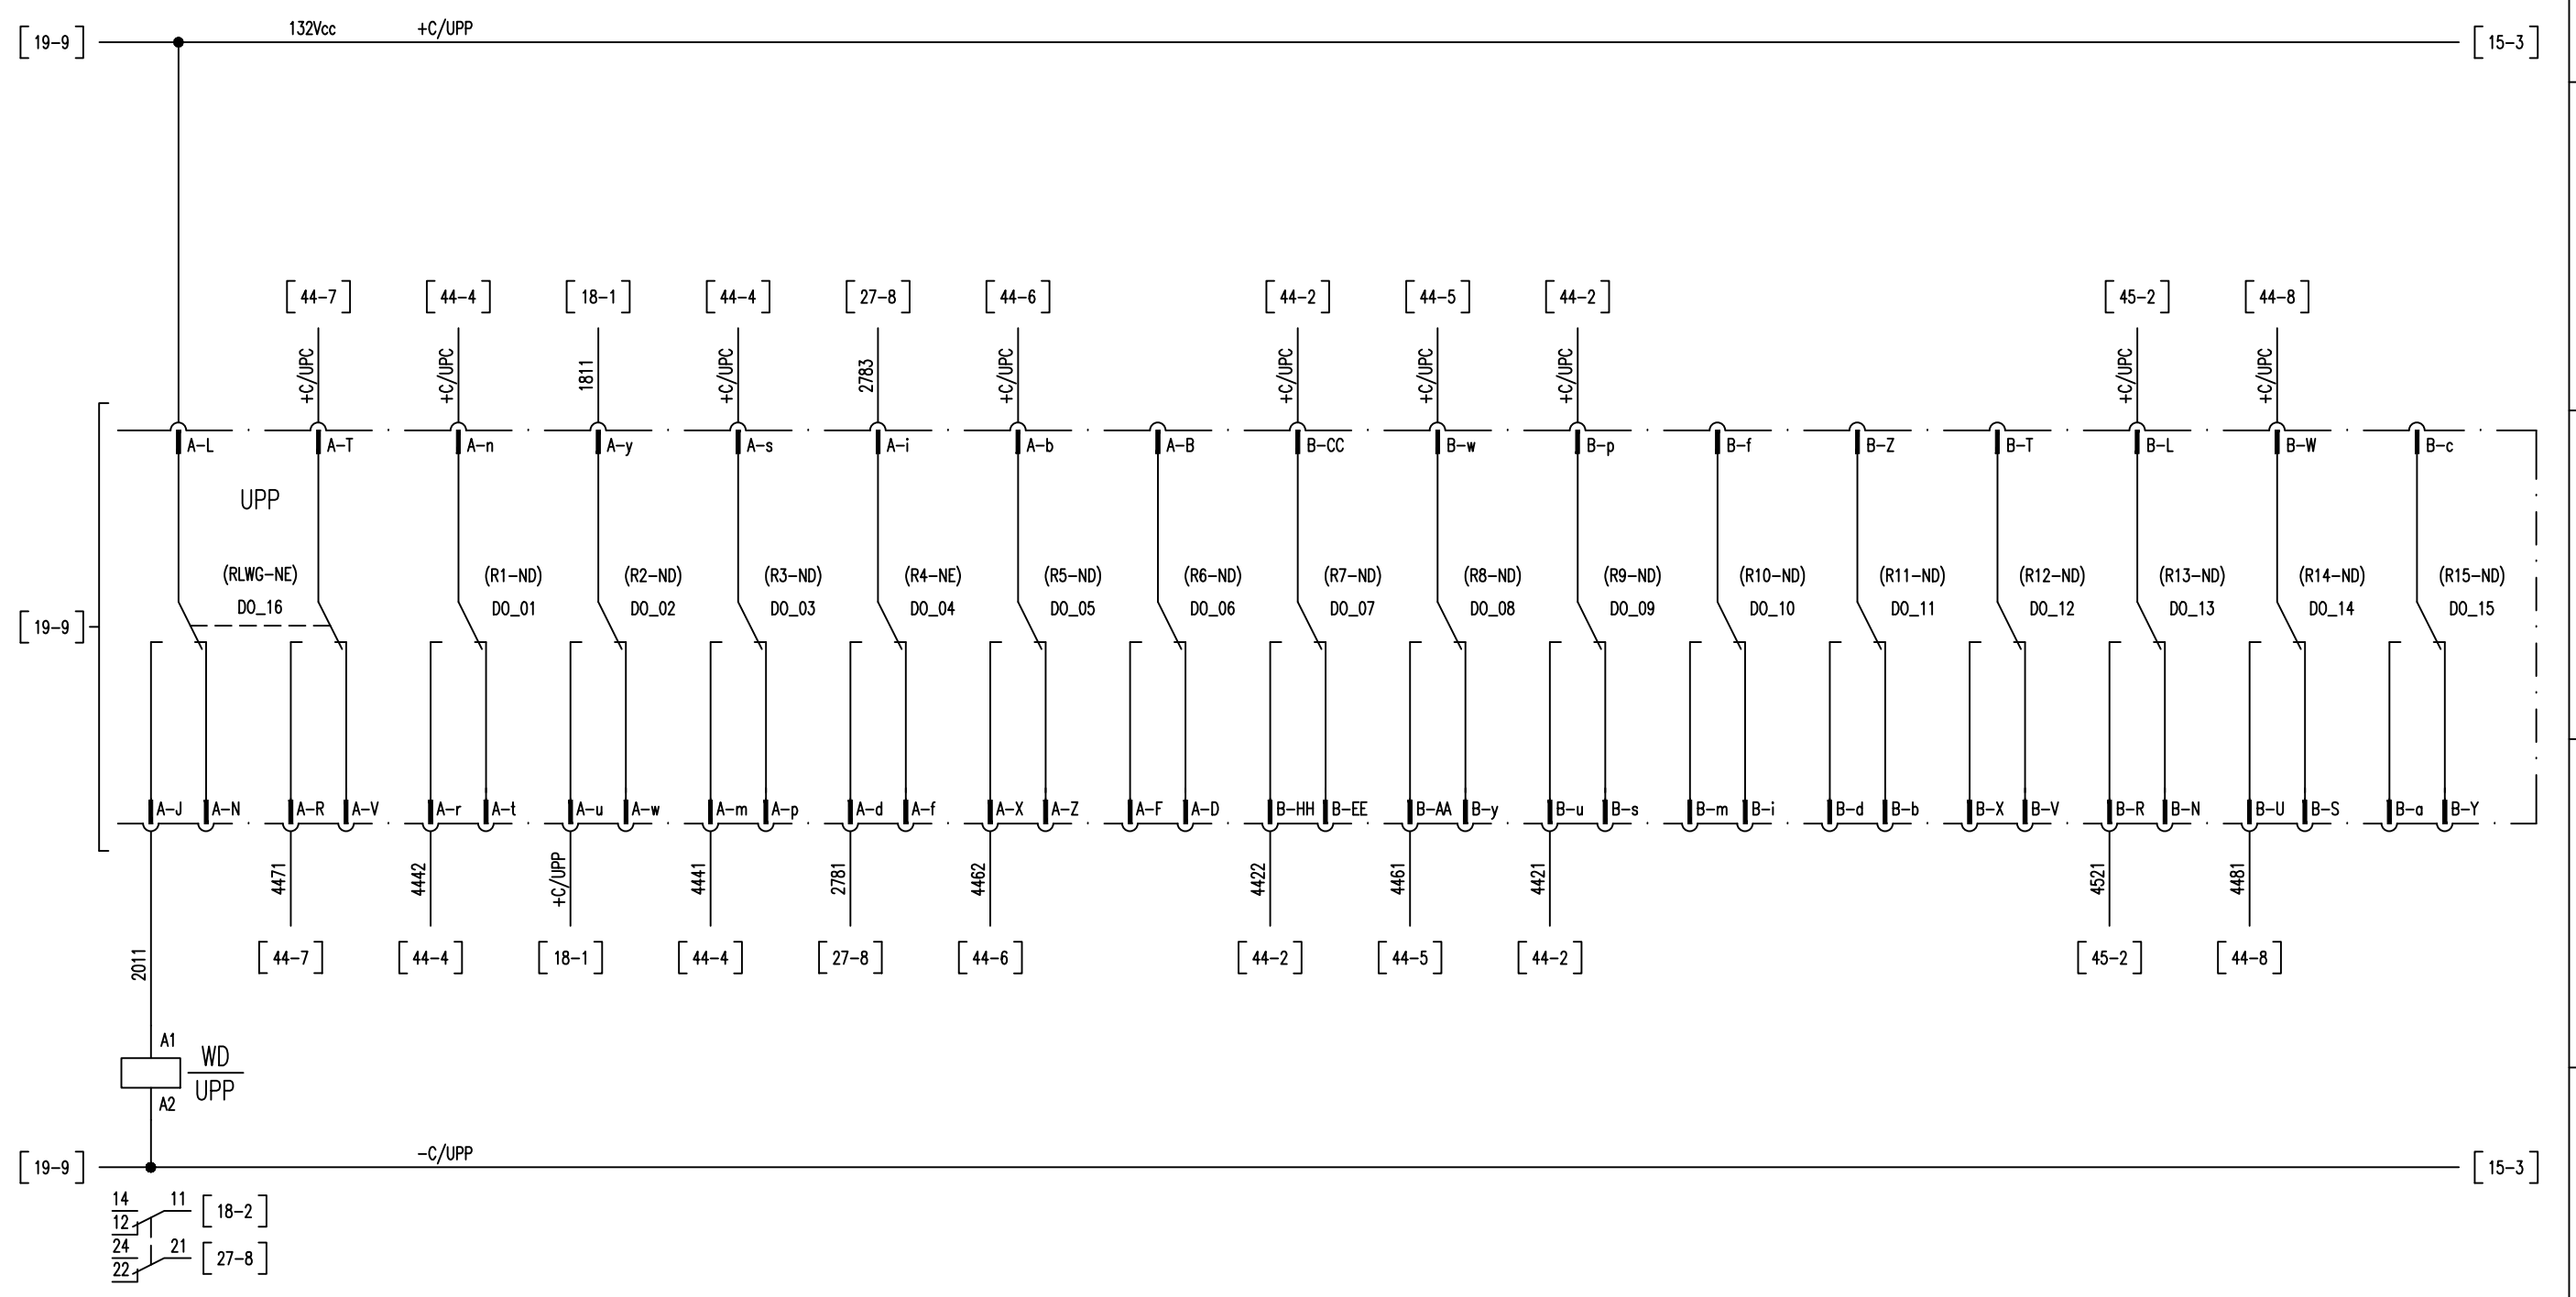 132Vcc +C/UPP
19-9 15-3
44-7 44-4 18-1 44-4 27-8 44-6 44-2 44-5 44-2 45-2 44-8
+C/UPC +C/UPC 1811 +C/UPC 2783 +C/UPC +C/UPC +C/UPC +C/UPC +C/UPC +C/UPC
A-L A-T A-n A-y A-s A-i A-b A-B B-CC B-w B-p B-f B-Z B-T B-L B-W B-c
UPP
(RLWG-NE) (R1-ND) (R2-ND) (R3-ND) (R4-NE) (R5-ND) (R6-ND) (R7-ND) (R8-ND) (R9-ND) (R10-ND) (R11-ND) (R12-ND) (R13-ND) (R14-ND) (R15-ND)
DO_16 DO_01 DO_02 DO_03 DO_04 DO_05 DO_06 DO_07 DO_08 DO_09 DO_10 DO_11 DO_12 DO_13 DO_14 DO_15
19-9
A-J A-N A-R A-V A-r A-t A-u A-w A-m A-p A-d A-f A-X A-Z A-F A-D B-HH B-EE B-AA B-y B-u B-s B-m B-i B-d B-b B-X B-V B-R B-N B-U B-S B-a B-Y
4471 4442 +C/UPP 4441 2781 4462 4422 4461 4421 4521 4481
44-7 44-4 18-1 44-4 27-8 44-6 44-2 44-5 44-2 45-2 44-8
2011
A1
WD
UPP
A2
-C/UPP
19-9 15-3
14 11 18-2
12
24 21 27-8
22